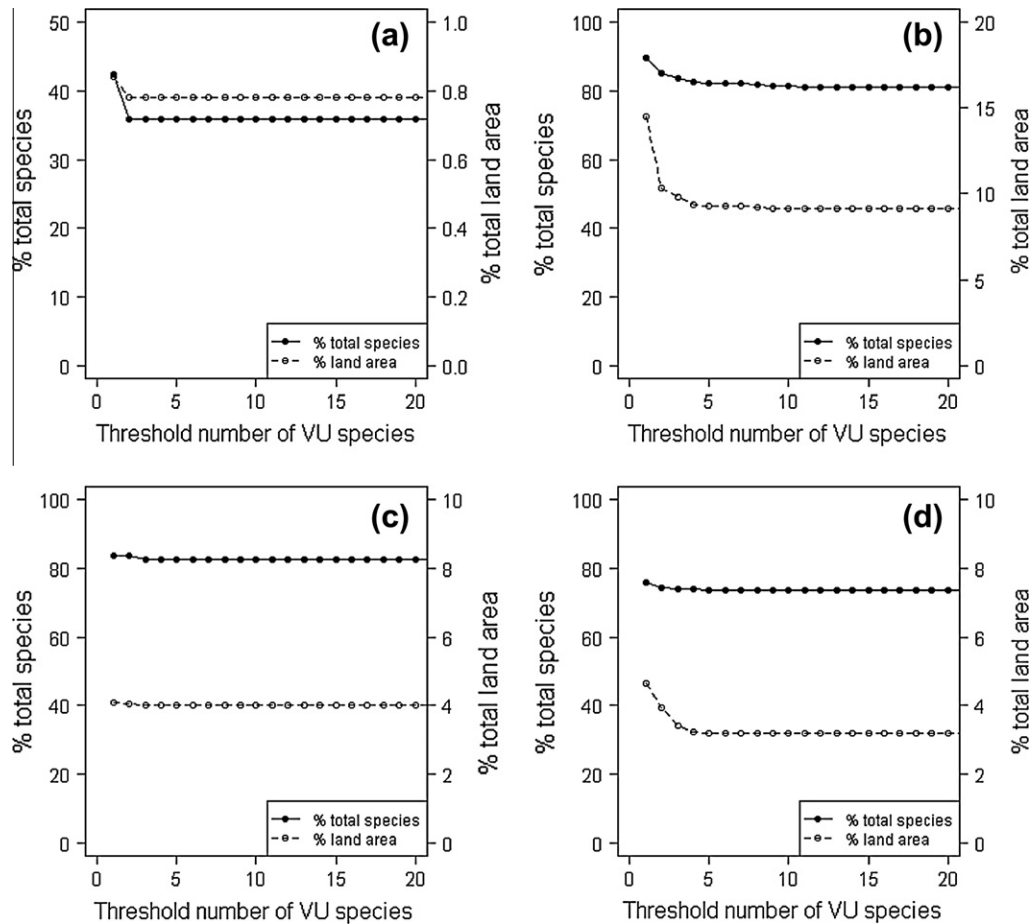 (a)
% total species
50
40
30
20
10
0
1.0
0.8
0.6
0.4
0.2
0.0
% total land area
% total species
% land area
0 5 10 15 20
Threshold number of VU species
(b)
% total species
100
80
60
40
20
0
20
15
10
5
0
% total land area
% total species
% land area
0 5 10 15 20
Threshold number of VU species
(c)
% total species
100
80
60
40
20
0
10
8
6
4
2
0
% total land area
% total species
% land area
0 5 10 15 20
Threshold number of VU species
(d)
% total species
100
80
60
40
20
0
10
8
6
4
2
0
% total land area
% total species
% land area
0 5 10 15 20
Threshold number of VU species